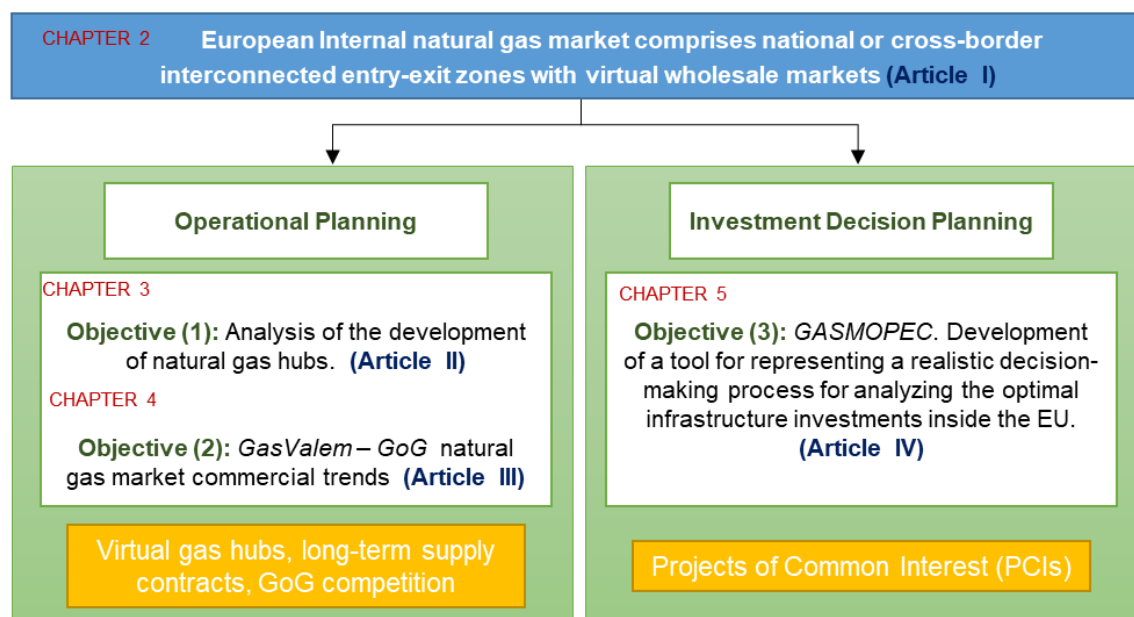 CHAPTER 2 European Internal natural gas market comprises national or cross-border
interconnected entry-exit zones with virtual wholesale markets (Article I)
Operational Planning
CHAPTER 3
Objective (1): Analysis of the development
of natural gas hubs. (Article II)
CHAPTER 4
Objective (2): GasValem – GoG natural
gas market commercial trends (Article III)
Virtual gas hubs, long-term supply
contracts, GoG competition
Investment Decision Planning
CHAPTER 5
Objective (3): GASMOPEC. Development
of a tool for representing a realistic decision-
making process for analyzing the optimal
infrastructure investments inside the EU.
(Article IV)
Projects of Common Interest (PCIs)